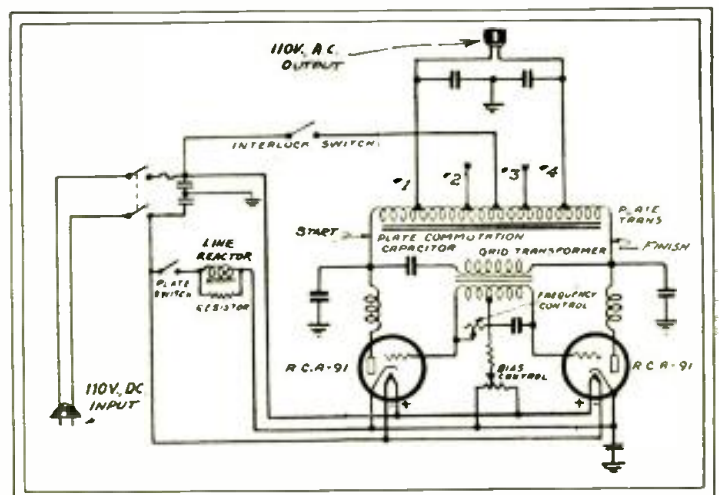 110V. A.C.
OUTPUT
INTERLOCK SWITCH
#1
#2
#3
#4
PLATE
TRANS
START
PLATE COMMUTATION
CAPACITOR
GRID TRANSFORMER
FINISH
LINE
REACTOR
PLATE
SWITCH
RESISTOR
FREQUENCY
CONTROL
R.C.A-91
BIAS
CONTROL
R.C.A-91
110V. DC.
INPUT
+
+